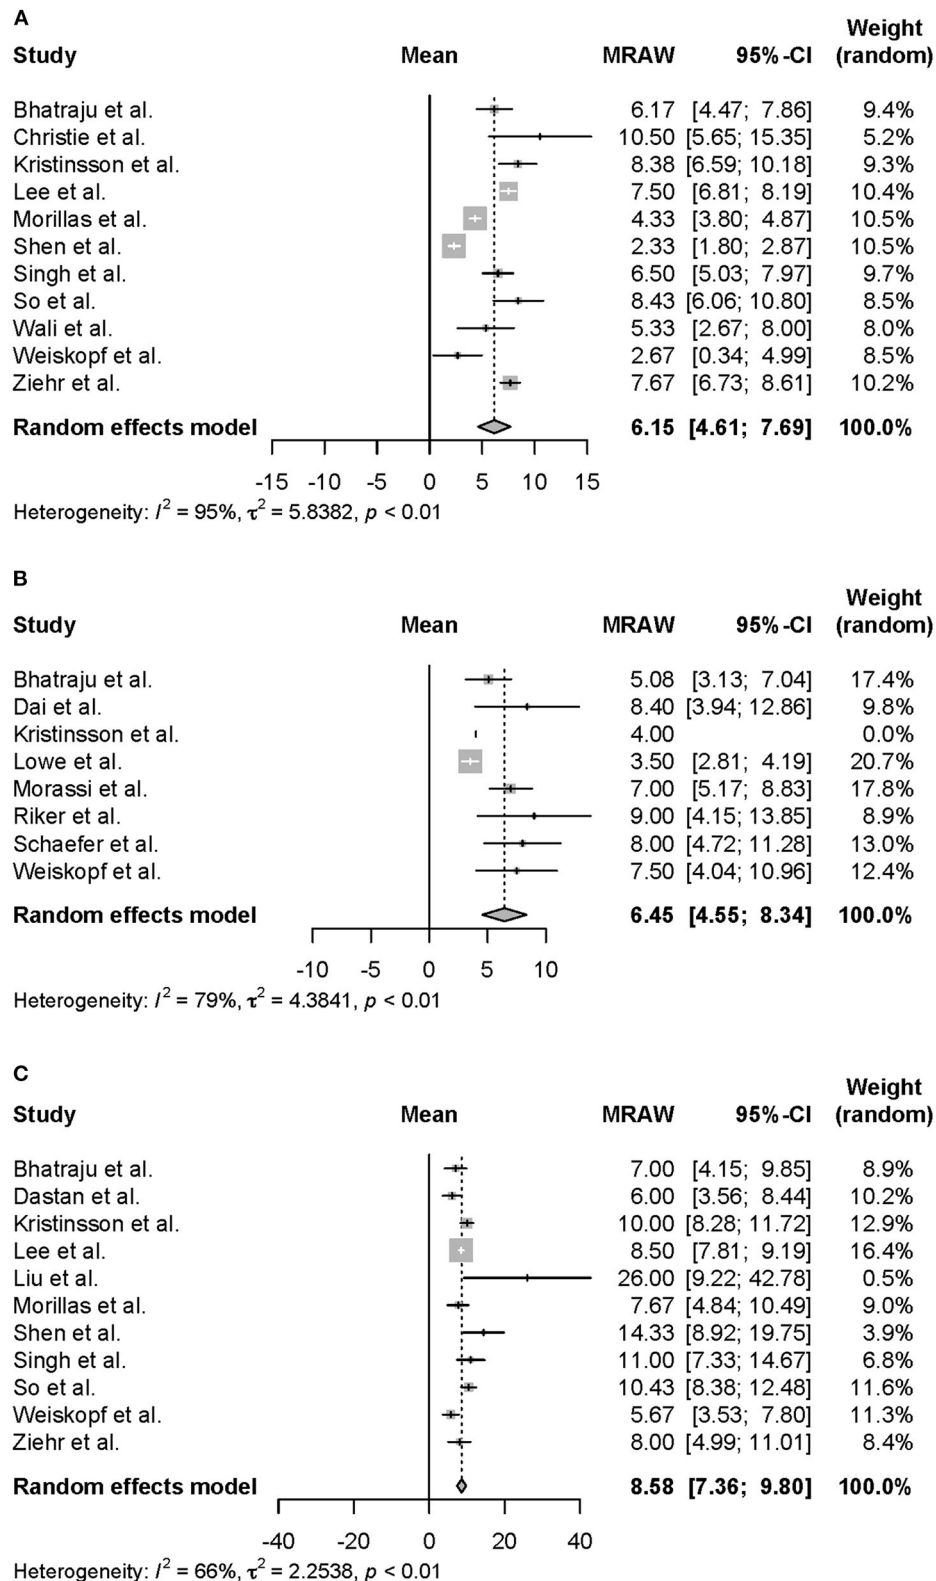 A
Weight
Study Mean MRAW 95%-CI (random)
Bhatraju et al. 6.17 [4.47; 7.86] 9.4%
Christie et al. 10.50 [5.65; 15.35] 5.2%
Kristinsson et al. 8.38 [6.59; 10.18] 9.3%
Lee et al. 7.50 [6.81; 8.19] 10.4%
Morillas et al. 4.33 [3.80; 4.87] 10.5%
Shen et al. 2.33 [1.80; 2.87] 10.5%
Singh et al. 6.50 [5.03; 7.97] 9.7%
So et al. 8.43 [6.06; 10.80] 8.5%
Wali et al. 5.33 [2.67; 8.00] 8.0%
Weiskopf et al. 2.67 [0.34; 4.99] 8.5%
Ziehr et al. 7.67 [6.73; 8.61] 10.2%
Random effects model 6.15 [4.61; 7.69] 100.0%
-15 -10 -5 0 5 10 15
Heterogeneity: I² = 95%, τ² = 5.8382, p < 0.01
B
Weight
Study Mean MRAW 95%-CI (random)
Bhatraju et al. 5.08 [3.13; 7.04] 17.4%
Dai et al. 8.40 [3.94; 12.86] 9.8%
Kristinsson et al. 4.00 0.0%
Lowe et al. 3.50 [2.81; 4.19] 20.7%
Morassi et al. 7.00 [5.17; 8.83] 17.8%
Riker et al. 9.00 [4.15; 13.85] 8.9%
Schaefer et al. 8.00 [4.72; 11.28] 13.0%
Weiskopf et al. 7.50 [4.04; 10.96] 12.4%
Random effects model 6.45 [4.55; 8.34] 100.0%
-10 -5 0 5 10
Heterogeneity: I² = 79%, τ² = 4.3841, p < 0.01
C
Weight
Study Mean MRAW 95%-CI (random)
Bhatraju et al. 7.00 [4.15; 9.85] 8.9%
Dastan et al. 6.00 [3.56; 8.44] 10.2%
Kristinsson et al. 10.00 [8.28; 11.72] 12.9%
Lee et al. 8.50 [7.81; 9.19] 16.4%
Liu et al. 26.00 [9.22; 42.78] 0.5%
Morillas et al. 7.67 [4.84; 10.49] 9.0%
Shen et al. 14.33 [8.92; 19.75] 3.9%
Singh et al. 11.00 [7.33; 14.67] 6.8%
So et al. 10.43 [8.38; 12.48] 11.6%
Weiskopf et al. 5.67 [3.53; 7.80] 11.3%
Ziehr et al. 8.00 [4.99; 11.01] 8.4%
Random effects model 8.58 [7.36; 9.80] 100.0%
-40 -20 0 20 40
Heterogeneity: I² = 66%, τ² = 2.2538, p < 0.01